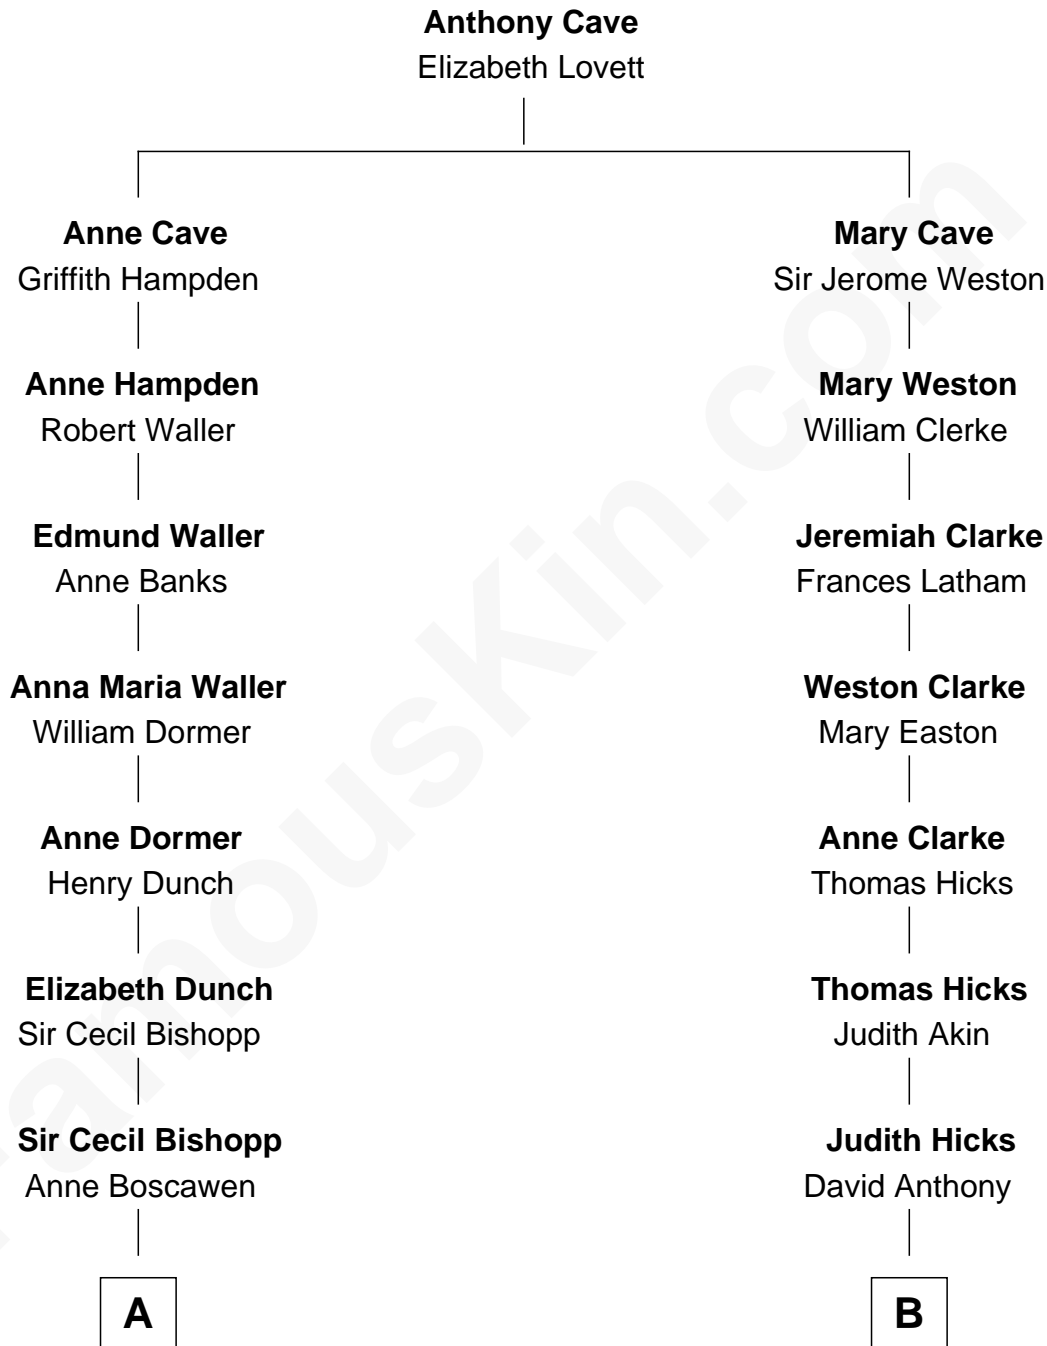 Anthony Cave
Elizabeth Lovett
Anne Cave
Griffith Hampden
Anne Hampden
Robert Waller
Edmund Waller
Anne Banks
Anna Maria Waller
William Dormer
Anne Dormer
Henry Dunch
Elizabeth Dunch
Sir Cecil Bishopp
Sir Cecil Bishopp
Anne Boscawen
A
Mary Cave
Sir Jerome Weston
Mary Weston
William Clerke
Jeremiah Clarke
Frances Latham
Weston Clarke
Mary Easton
Anne Clarke
Thomas Hicks
Thomas Hicks
Judith Akin
Judith Hicks
David Anthony
B
FamousKin.com